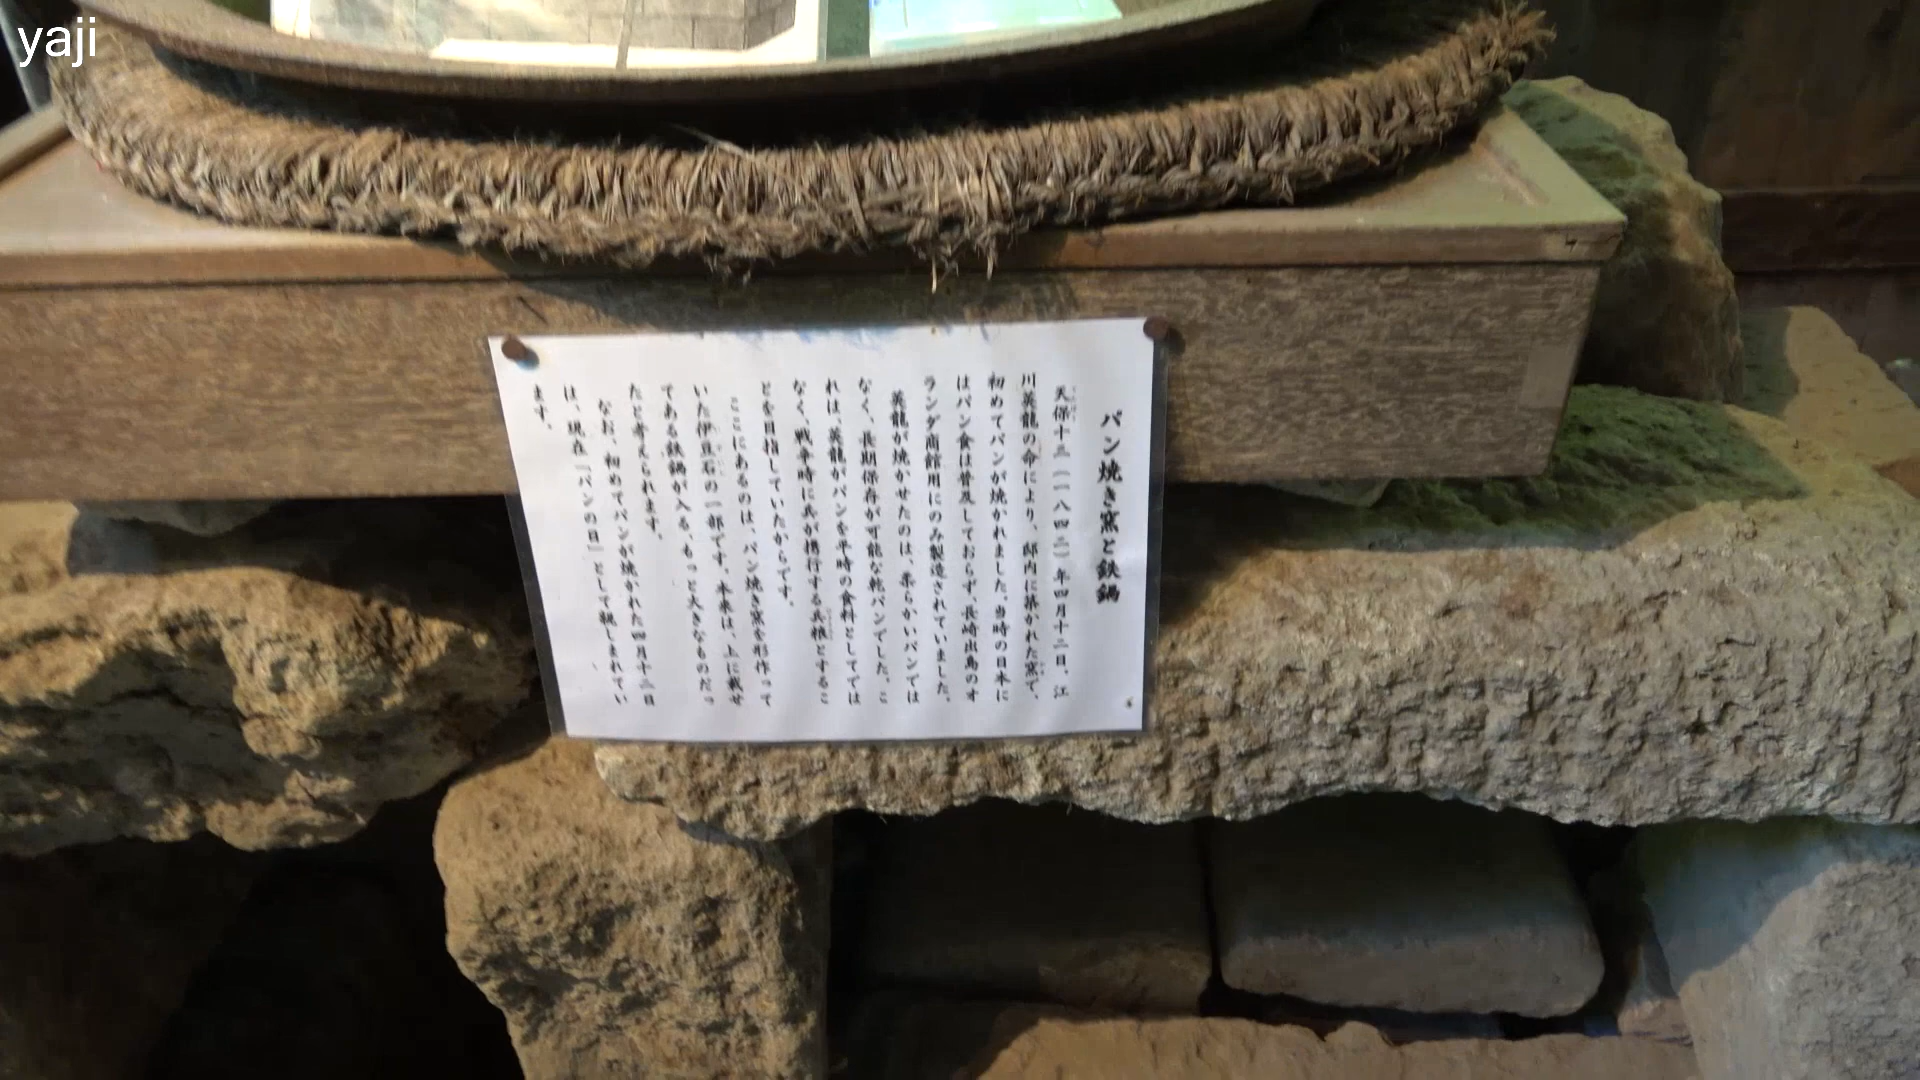 yaji
パン焼き窯と鉄鍋
天保十三（一八四二）年四月十二日、江
川英龍の命により、邸内に築かれた窯で、
初めてパンが焼かれました。当時の日本に
はパン食は普及しておらず、長崎出島のオ
ランダ商館用にのみ製造されていました。
英龍が焼かせたのは、柔らかいパンでは
なく、長期保存が可能な乾パンでした。こ
れは、英龍がパンを平時の食料としてでは
なく、戦争時に兵が携行する兵粮とするこ
とを目指していたからです。
ここにあるのは、パン焼き窯を形作って
いた伊豆石の一部です。本来は、上に載せ
てある鉄鍋が入る、もっと大きなものだっ
たと考えられます。
なお、初めてパンが焼かれた四月十二日
は、現在「パンの日」として親しまれてい
ます。